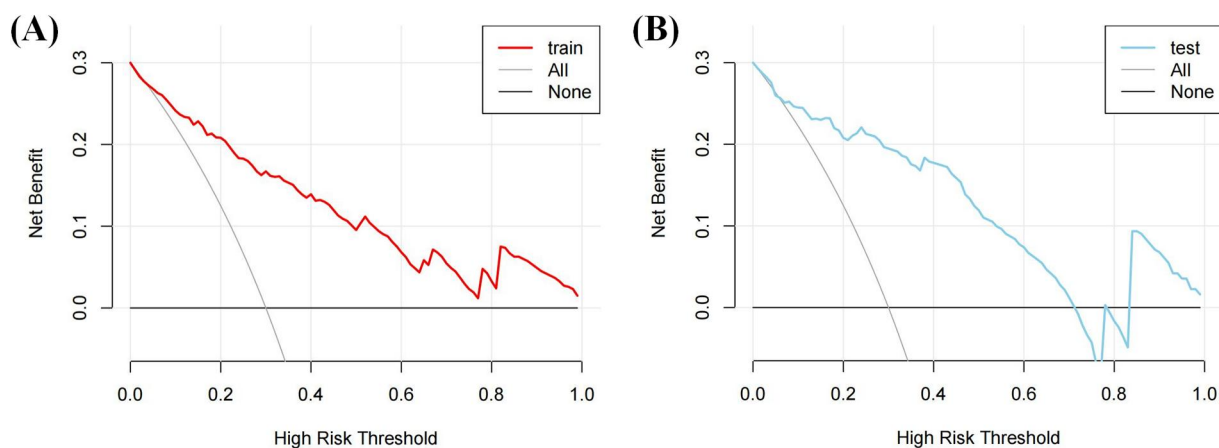 (A)
train
All
None
Net Benefit
0.3
0.2
0.1
0.0
0.0 0.2 0.4 0.6 0.8 1.0
High Risk Threshold
(B)
test
All
None
Net Benefit
0.3
0.2
0.1
0.0
0.0 0.2 0.4 0.6 0.8 1.0
High Risk Threshold